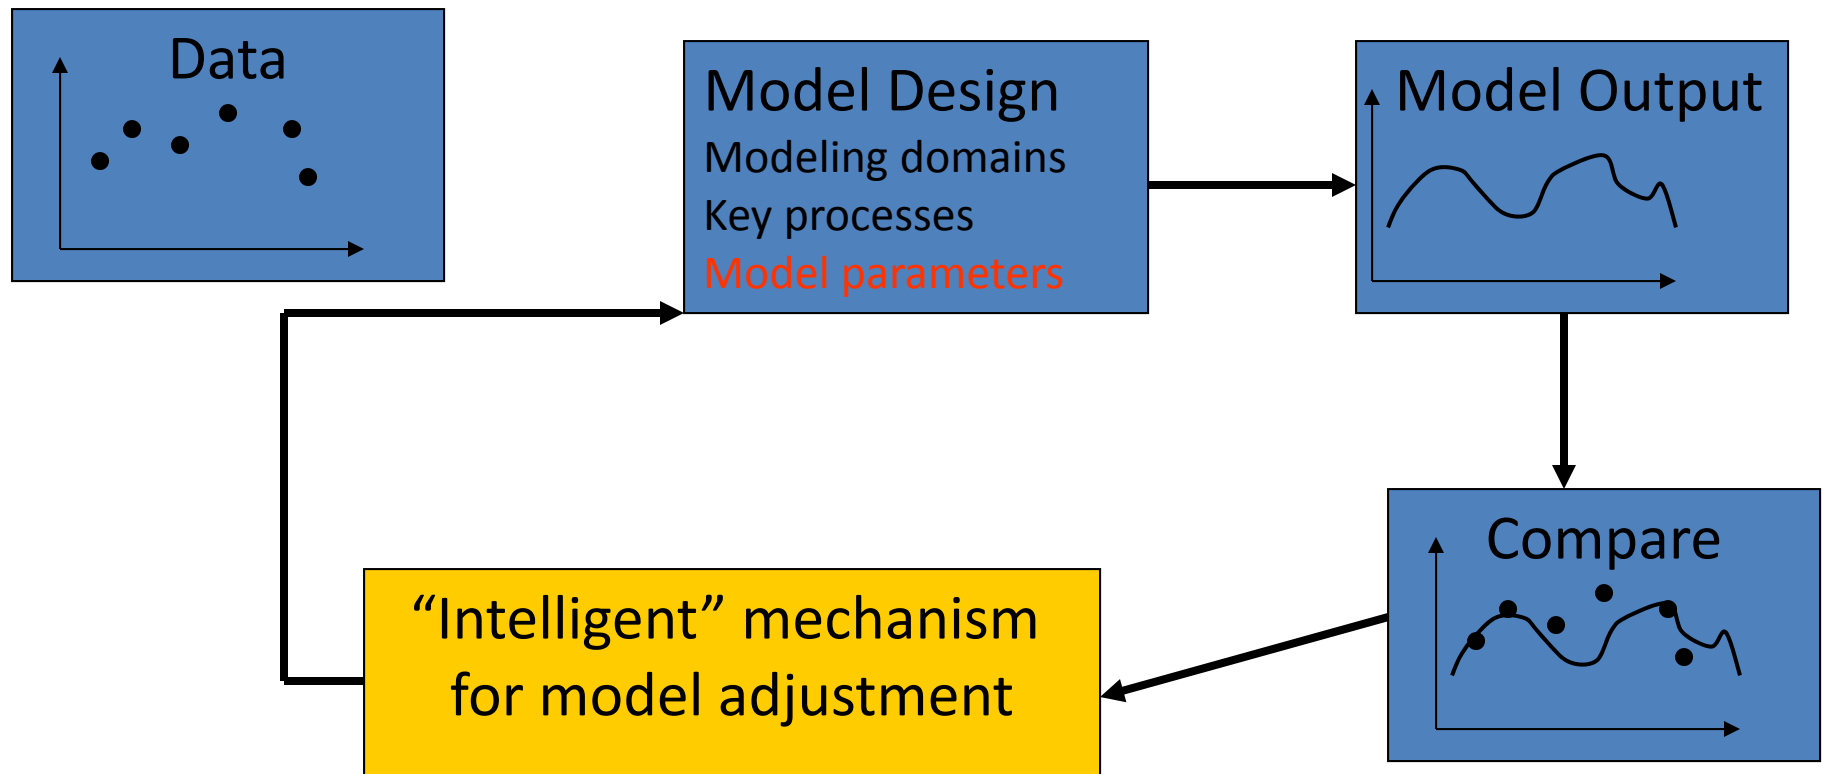 Data
Model Design
Modeling domains
Key processes
Model parameters
Model Output
Compare
“Intelligent” mechanism
for model adjustment